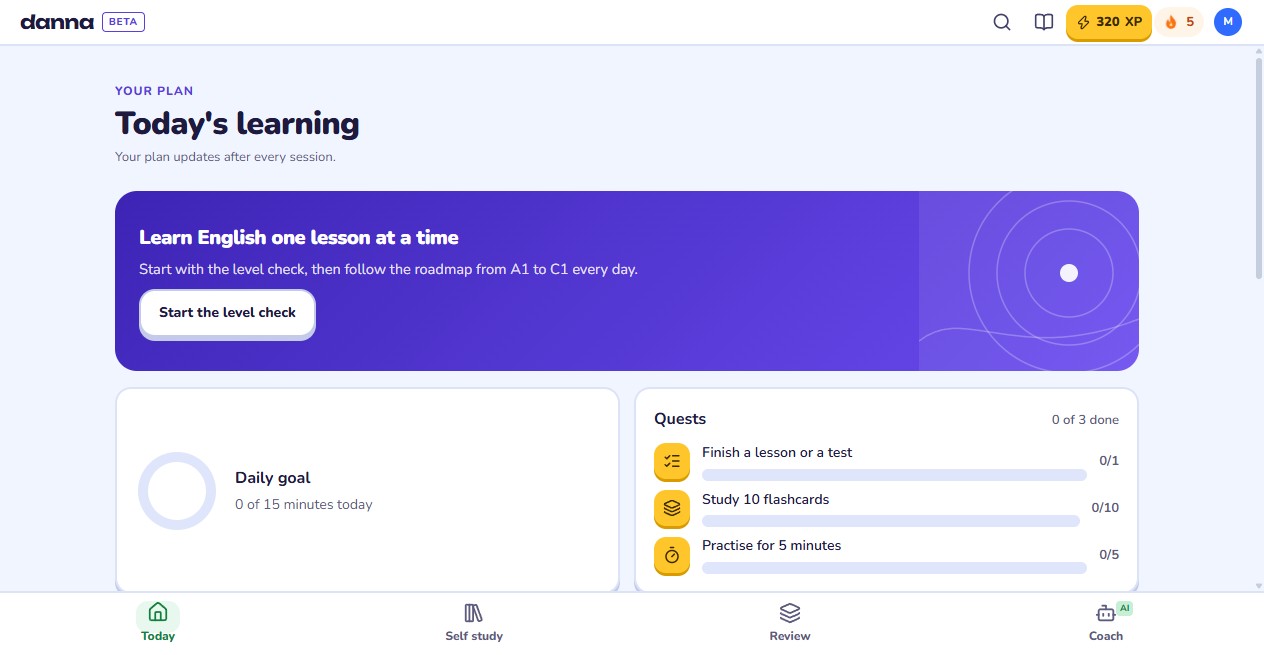 danna BETA
320 XP
5
M
YOUR PLAN
Today's learning
Your plan updates after every session.
Learn English one lesson at a time
Start with the level check, then follow the roadmap from A1 to C1 every day.
Start the level check
Daily goal
0 of 15 minutes today
Quests
0 of 3 done
Finish a lesson or a test
0/1
Study 10 flashcards
0/10
Practise for 5 minutes
0/5
Today
Self study
Review
Coach
AI